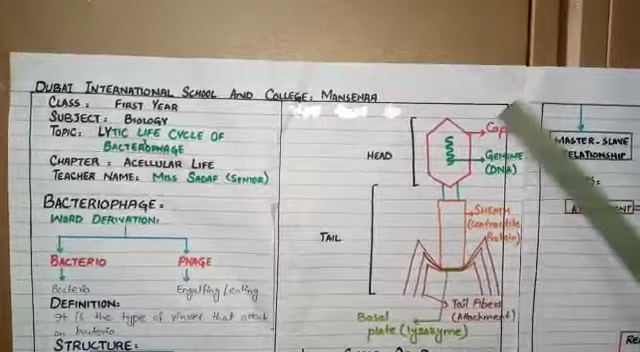 DUBAI INTERNATIONAL SCHOOL AND COLLEGE, MANSEHRA
CLASS: FIRST YEAR
SUBJECT: BIOLOGY
TOPIC: LYTIC LIFE CYCLE OF
BACTEROPHAGE
CHAPTER: ACELLULAR LIFE
TEACHER NAME: MISS SADAF (SENIOR)
BACTERIOPHAGE:
WORD DERIVATION:
BACTERIO PHAGE
Bacteria Engulfing/eating
DEFINITION:
It is the type of viruses that attack
on bacteria
STRUCTURE:
HEAD
Cap
GENOME
(DNA)
TAIL
SHEATH
(contractile
Protein)
Tail Fibers
(Attachment)
Basal
plate (lysozyme)
MASTER-SLAVE
RELATIONSHIP